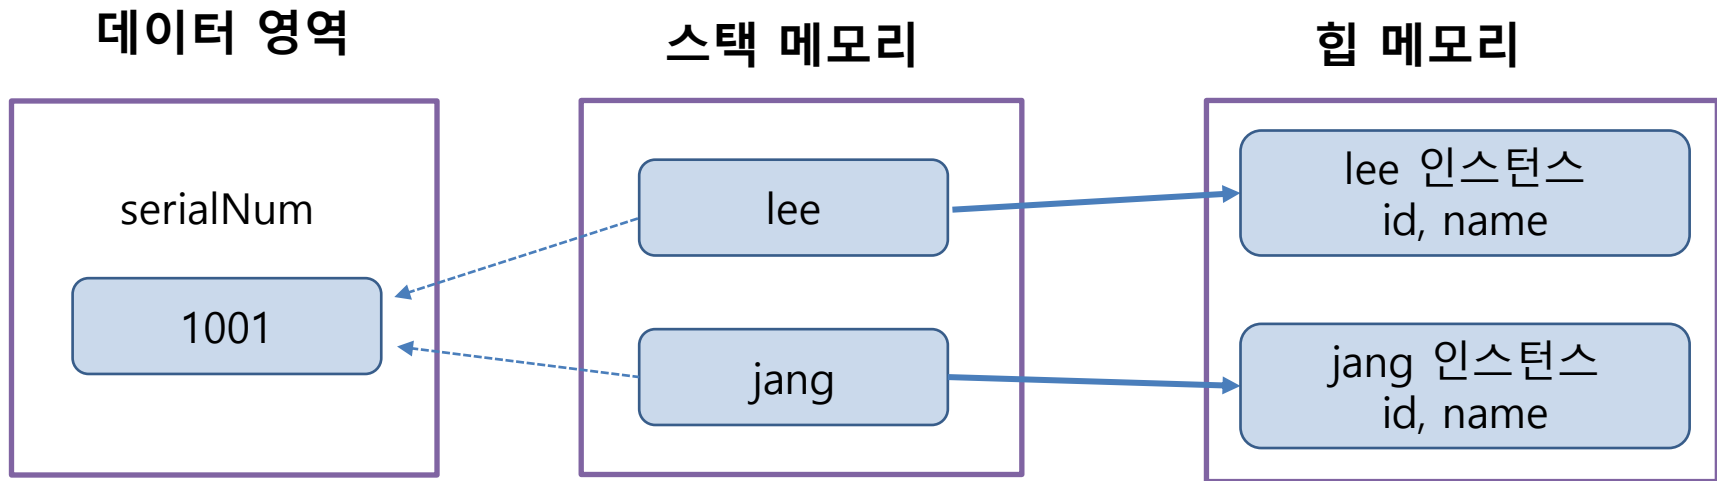 데이터 영역
스택 메모리
힙 메모리
serialNum
1001
lee
jang
lee 인스턴스
id, name
jang 인스턴스
id, name